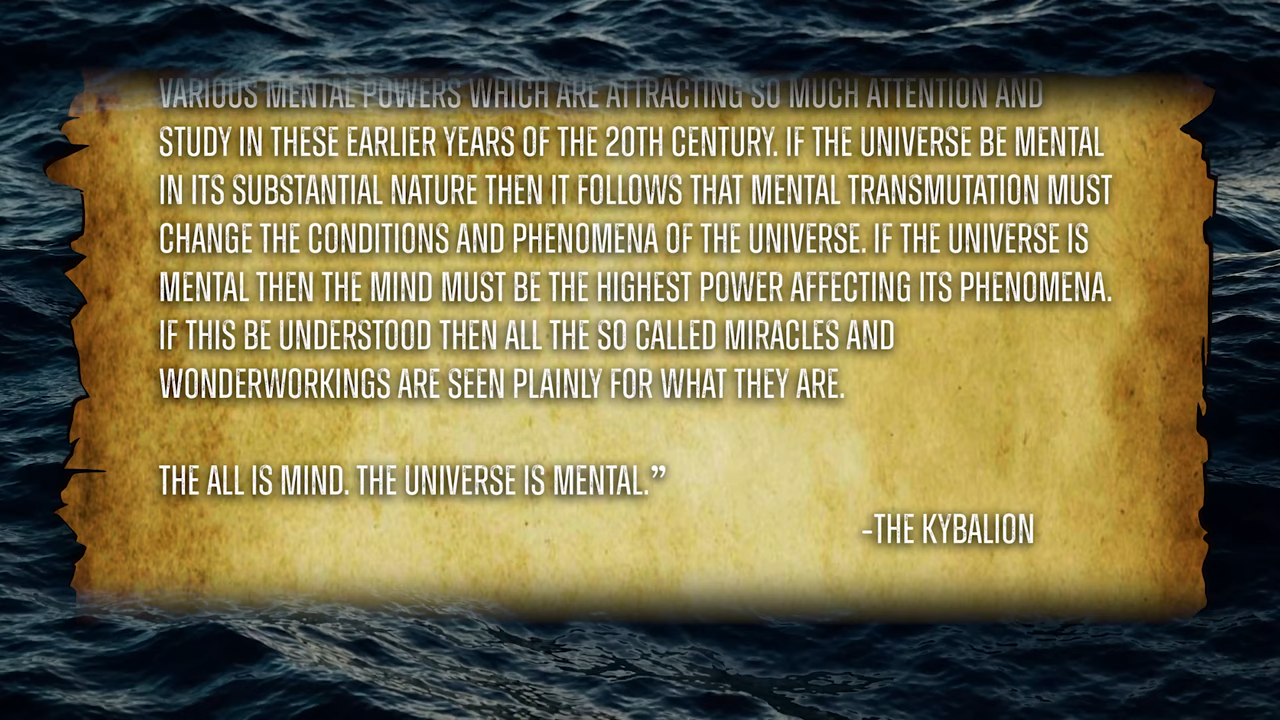 VARIOUS MENTAL POWERS WHICH ARE ATTRACTING SO MUCH ATTENTION AND
STUDY IN THESE EARLIER YEARS OF THE 20TH CENTURY. IF THE UNIVERSE BE MENTAL
IN ITS SUBSTANTIAL NATURE THEN IT FOLLOWS THAT MENTAL TRANSMUTATION MUST
CHANGE THE CONDITIONS AND PHENOMENA OF THE UNIVERSE. IF THE UNIVERSE IS
MENTAL THEN THE MIND MUST BE THE HIGHEST POWER AFFECTING ITS PHENOMENA.
IF THIS BE UNDERSTOOD THEN ALL THE SO CALLED MIRACLES AND
WONDERWORKINGS ARE SEEN PLAINLY FOR WHAT THEY ARE.
THE ALL IS MIND. THE UNIVERSE IS MENTAL.”
-THE KYBALION